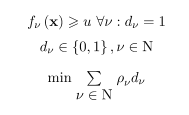 f_ν (x) ⩾ u ∀ν : d_ν = 1
d_ν ∈ {0, 1} , ν ∈ N
min ∑ ρ_ν d_ν
ν ∈ N